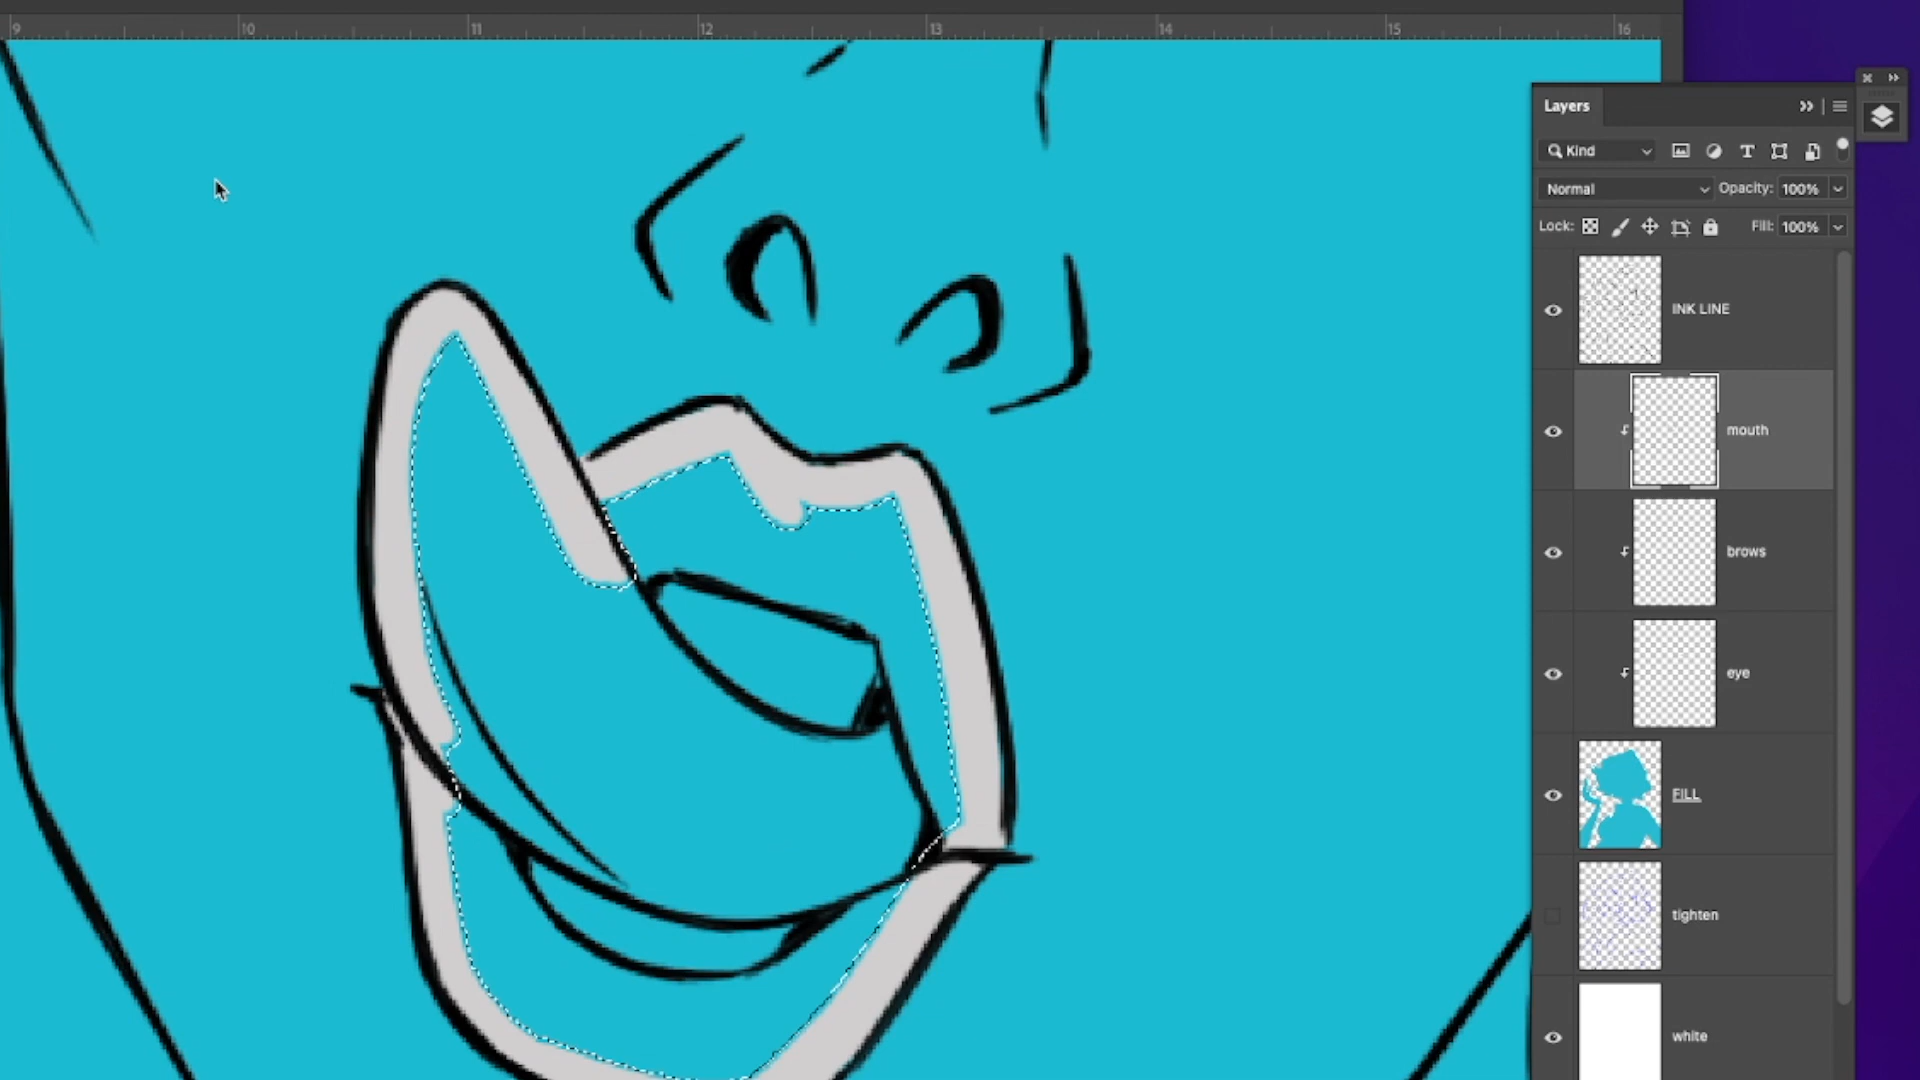 9 10 11 12 13 14 15 16
Layers
Kind
Normal Opacity: 100%
Lock: Fill: 100%
INK LINE
mouth
brows
eye
FILL
tighten
white